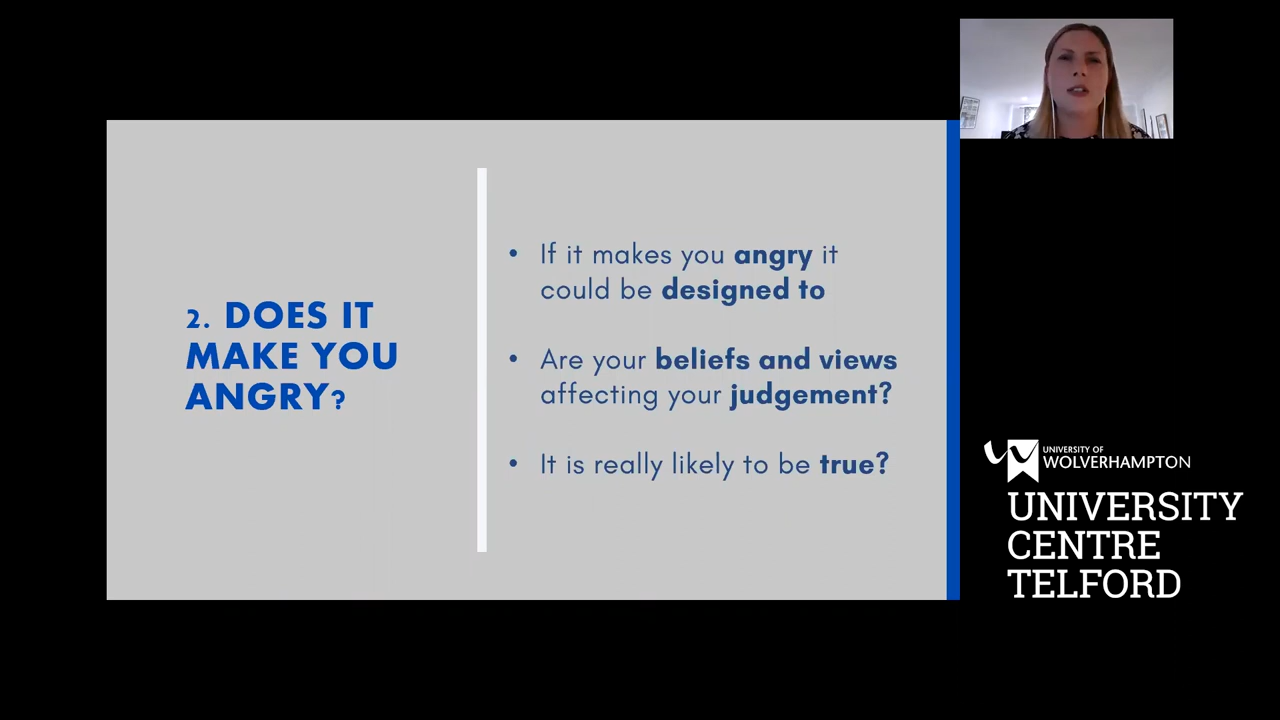 2. DOES IT
MAKE YOU
ANGRY?
• If it makes you angry it
could be designed to
• Are your beliefs and views
affecting your judgement?
• It is really likely to be true?
UNIVERSITY OF
WOLVERHAMPTON
UNIVERSITY
CENTRE
TELFORD